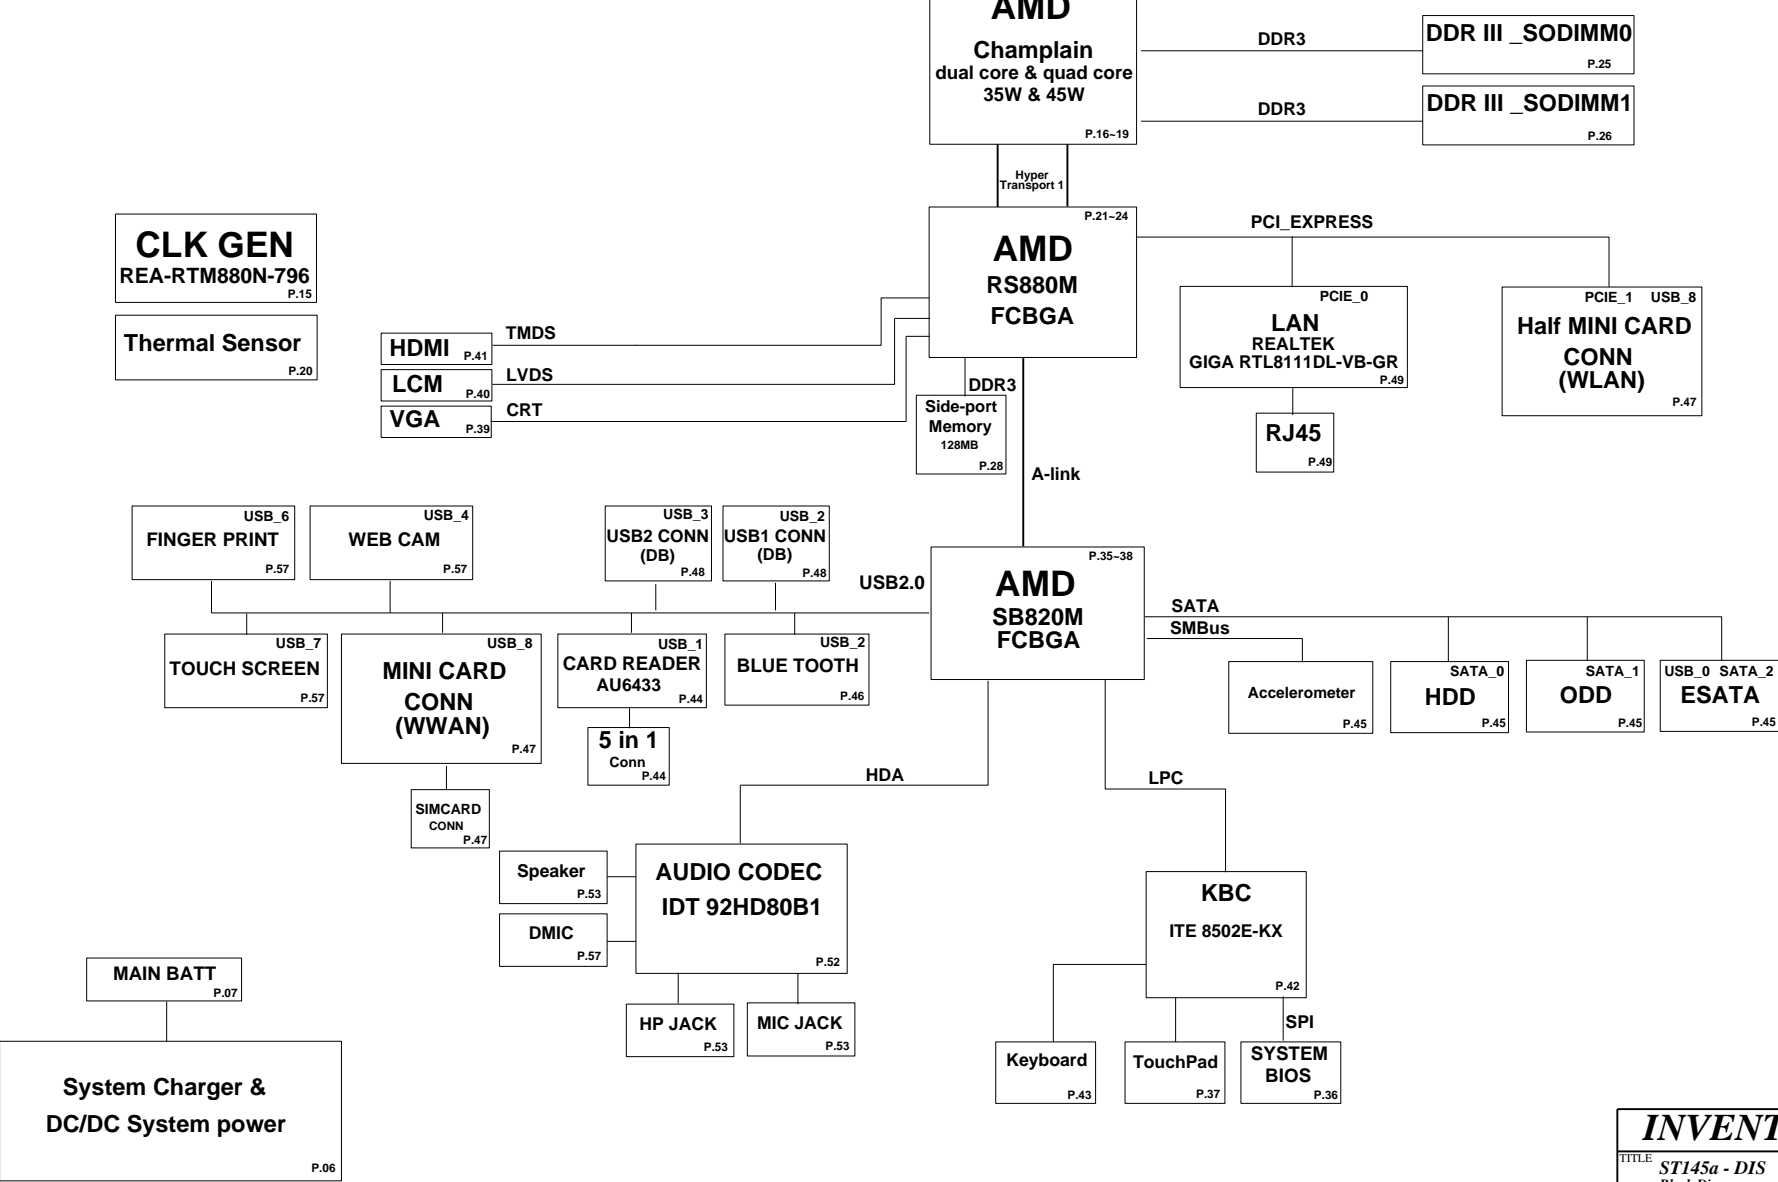 AMD
Champlain
dual core & quad core
35W & 45W
P.16~19
DDR3
DDR III _SODIMM0
P.25
DDR3
DDR III _SODIMM1
P.26
Hyper
Transport 1
CLK GEN
REA-RTM880N-796
P.15
Thermal Sensor
P.20
P.21~24
AMD
RS880M
FCBGA
PCI_EXPRESS
PCIE_0
LAN
REALTEK
GIGA RTL8111DL-VB-GR
P.49
RJ45
P.49
PCIE_1 USB_8
Half MINI CARD
CONN
(WLAN)
P.47
HDMI P.41
TMDS
LCM P.40
LVDS
VGA P.39
CRT
DDR3
Side-port
Memory
128MB
P.28
A-link
USB_6
FINGER PRINT
P.57
USB_4
WEB CAM
P.57
USB_3
USB2 CONN
(DB)
P.48
USB_2
USB1 CONN
(DB)
P.48
USB2.0
P.35~38
AMD
SB820M
FCBGA
SATA
SMBus
USB_7
TOUCH SCREEN
P.57
USB_8
MINI CARD
CONN
(WWAN)
P.47
USB_1
CARD READER
AU6433
P.44
USB_2
BLUE TOOTH
P.46
Accelerometer
P.45
SATA_0
HDD
P.45
SATA_1
ODD
P.45
USB_0 SATA_2
ESATA
P.45
5 in 1
Conn
P.44
SIMCARD
CONN
P.47
HDA
LPC
Speaker
P.53
DMIC
P.57
AUDIO CODEC
IDT 92HD80B1
P.52
KBC
ITE 8502E-KX
P.42
HP JACK
P.53
MIC JACK
P.53
SPI
Keyboard
P.43
TouchPad
P.37
SYSTEM
BIOS
P.36
MAIN BATT
P.07
System Charger &
DC/DC System power
P.06
INVENT
TITLE
ST145a - DIS